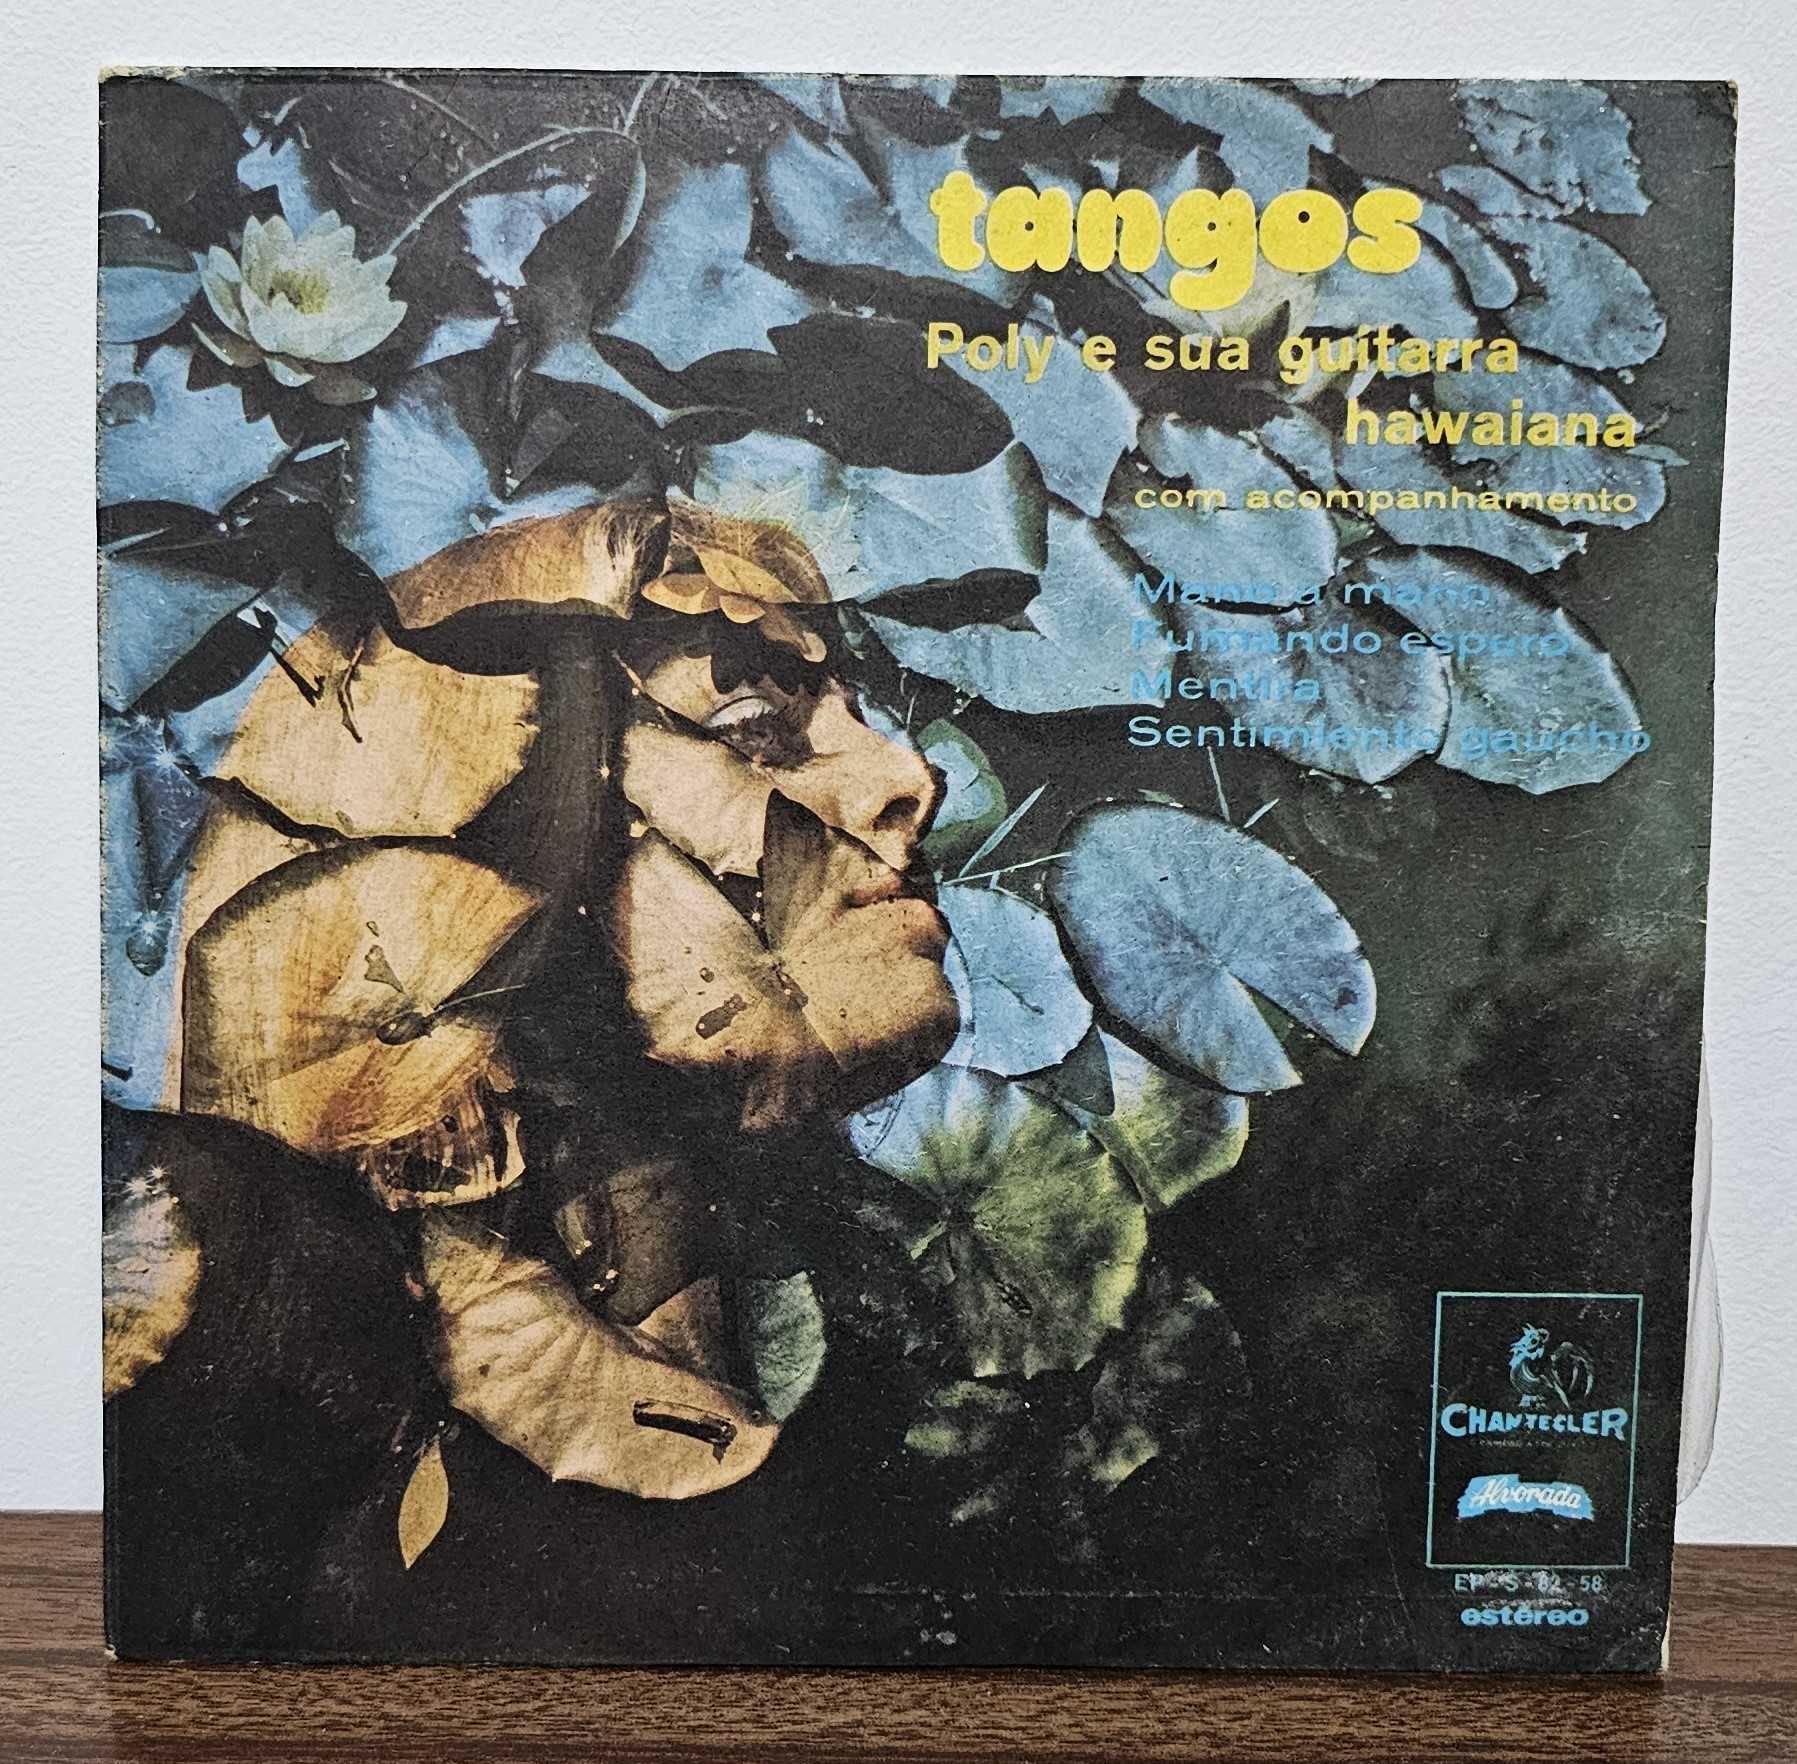 tangos
Poly e sua guitarra
hawaiana
com acompanhamento
Mano a mano
Fumando espero
Mentira
Sentimiento gaucho
CHANTECLER
Alvorada
EP-S-82-58
estéreo